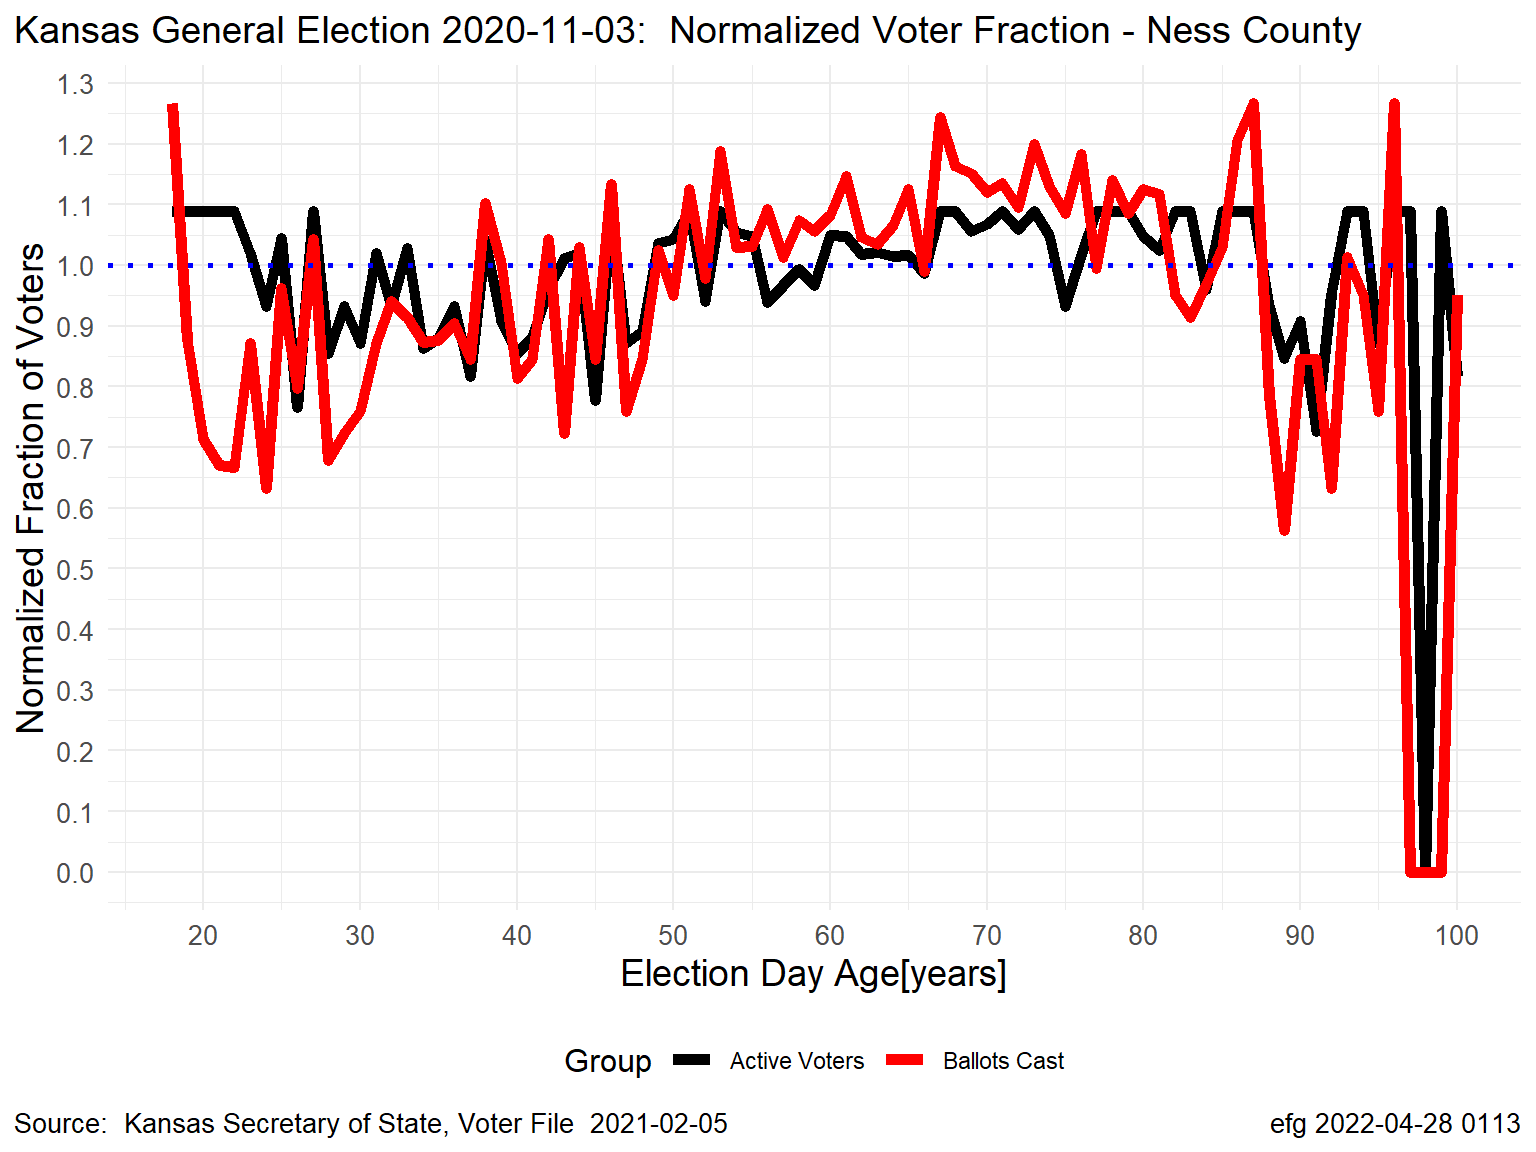 Kansas General Election 2020-11-03:  Normalized Voter Fraction - Ness County
Normalized Fraction of Voters
1.3
1.2
1.1
1.0
0.9
0.8
0.7
0.6
0.5
0.4
0.3
0.2
0.1
0.0
20 30 40 50 60 70 80 90 100
Election Day Age[years]
Group Active Voters Ballots Cast
Source:  Kansas Secretary of State, Voter File  2021-02-05
efg 2022-04-28 0113